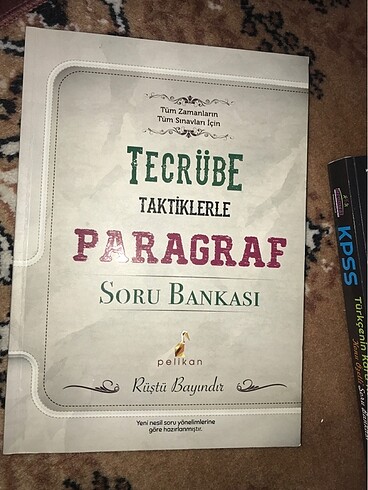 Tüm Zamanların
Tüm Sınavları İçin
TECRÜBE
TAKTİKLERLE
PARAGRAF
SORU BANKASI
pelikan
Rüştü Bayındır
Yeni nesil soru yönelimlerine
göre hazırlanmıştır.
KPSS
Türkçenin